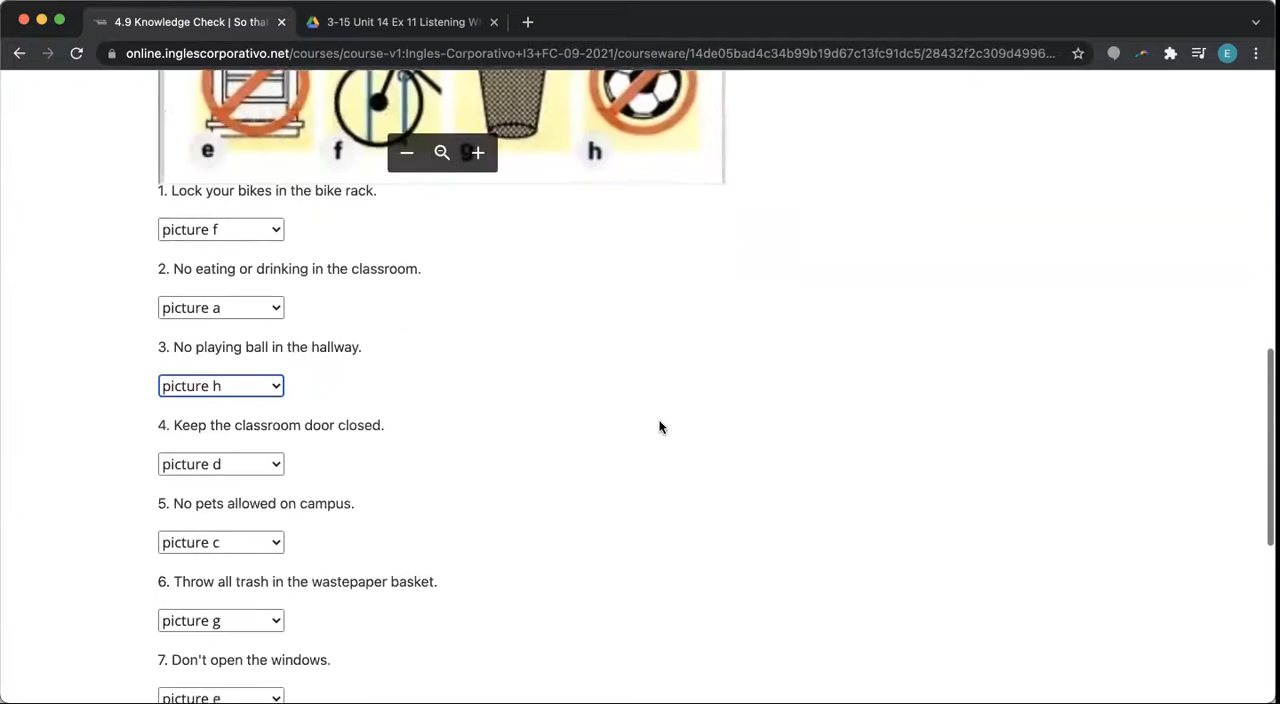 4.9 Knowledge Check | So tha
3-15 Unit 14 Ex 11 Listening W
online.inglescorporativo.net/courses/course-v1:Ingles-Corporativo+I3+FC-09-2021/courseware/14de05bad4c34b99b19d67c13fc91dc5/28432f2c309d4996...
E
e f g h
1. Lock your bikes in the bike rack.
picture f
2. No eating or drinking in the classroom.
picture a
3. No playing ball in the hallway.
picture h
4. Keep the classroom door closed.
picture d
5. No pets allowed on campus.
picture c
6. Throw all trash in the wastepaper basket.
picture g
7. Don't open the windows.
picture e